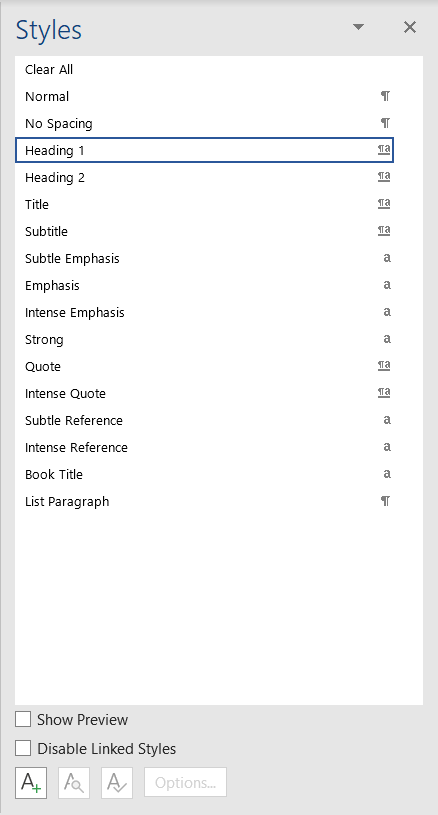 Styles
Clear All
Normal ¶
No Spacing ¶
Heading 1 ¶a
Heading 2 ¶a
Title ¶a
Subtitle ¶a
Subtle Emphasis a
Emphasis a
Intense Emphasis a
Strong a
Quote ¶a
Intense Quote ¶a
Subtle Reference a
Intense Reference a
Book Title a
List Paragraph ¶
Show Preview
Disable Linked Styles
Options...